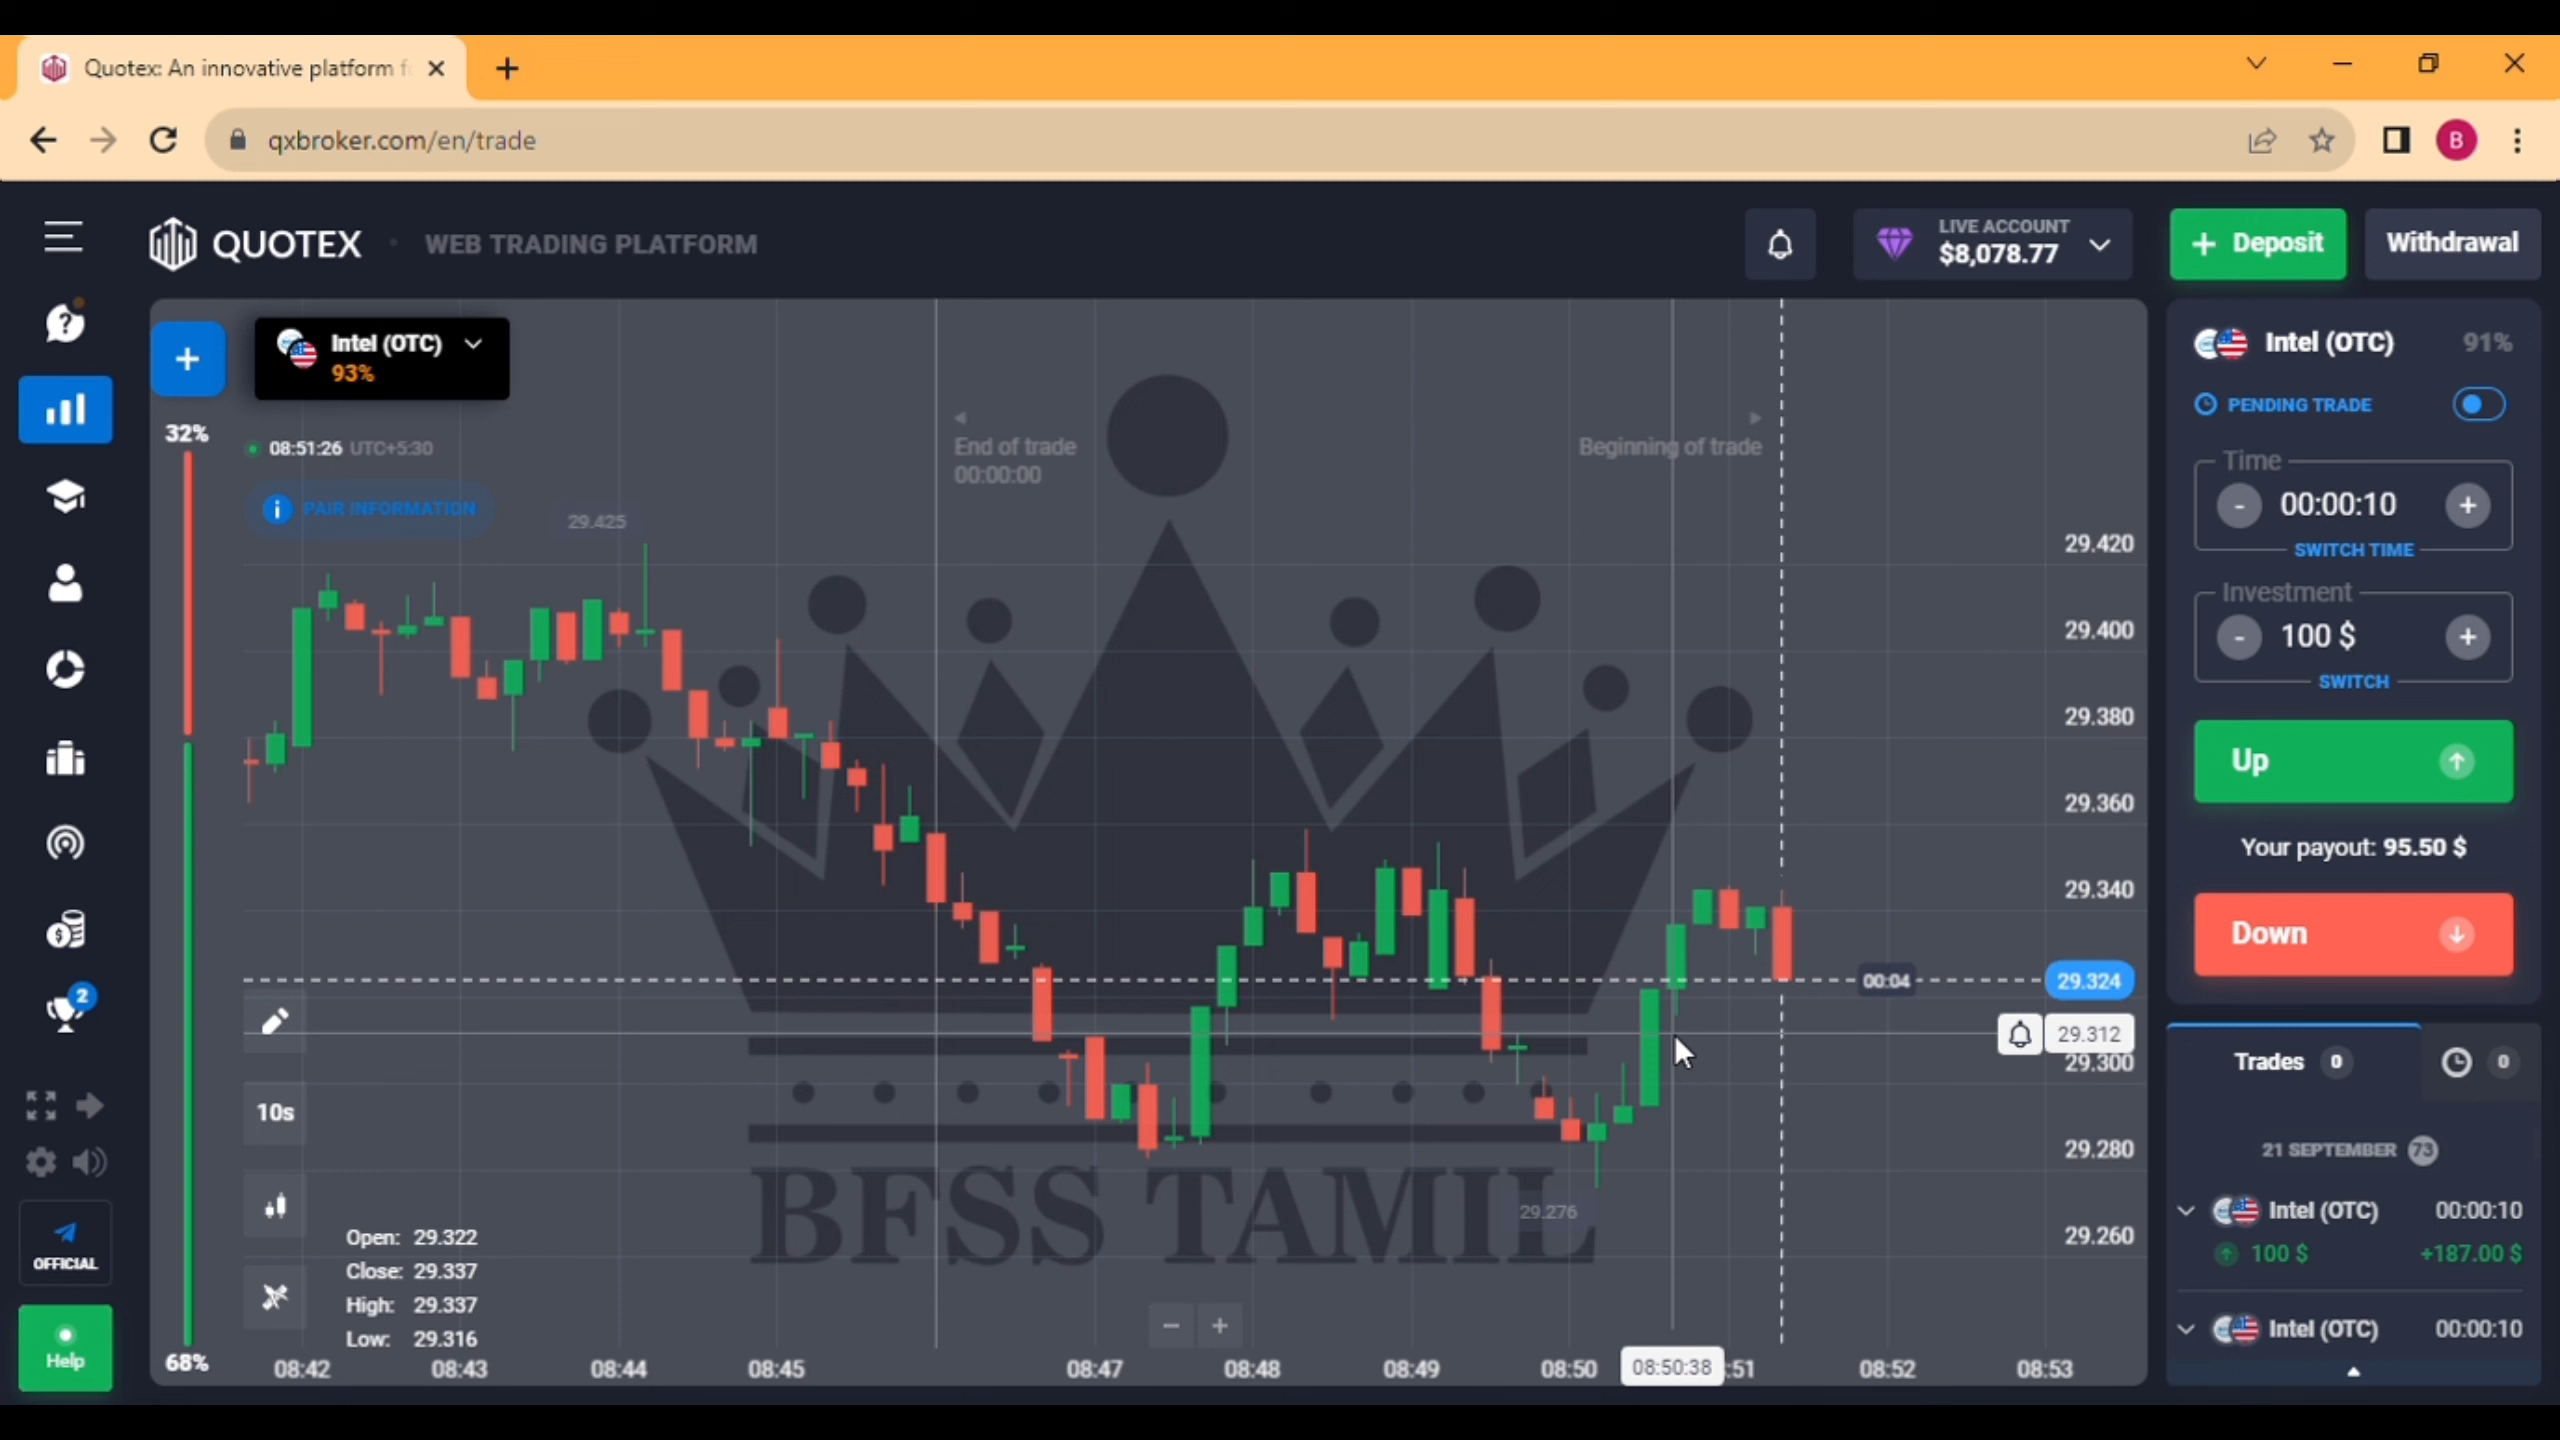 Quotex: An innovative platform f
qxbroker.com/en/trade
B
QUOTEX
WEB TRADING PLATFORM
LIVE ACCOUNT
$8,078.77
+ Deposit
Withdrawal
+
Intel (OTC)
93%
32%
08:51:26 UTC+5:30
PAIR INFORMATION
29.425
End of trade
00:00:00
Beginning of trade
29.420
29.400
29.380
29.360
29.340
00:04
29.324
29.312
29.300
29.280
29.276
29.260
BFSS TAMIL
10s
Open: 29.322
Close: 29.337
High: 29.337
Low: 29.316
68%
08:42
08:43
08:44
08:45
08:47
08:48
08:49
08:50
08:50:38
:51
08:52
08:53
2
OFFICIAL
Help
Intel (OTC) 91%
PENDING TRADE
Time
- 00:00:10 +
SWITCH TIME
Investment
- 100 $ +
SWITCH
Up
Your payout: 95.50 $
Down
Trades 0
0
21 SEPTEMBER 73
Intel (OTC) 00:00:10
100 $ +187.00 $
Intel (OTC) 00:00:10